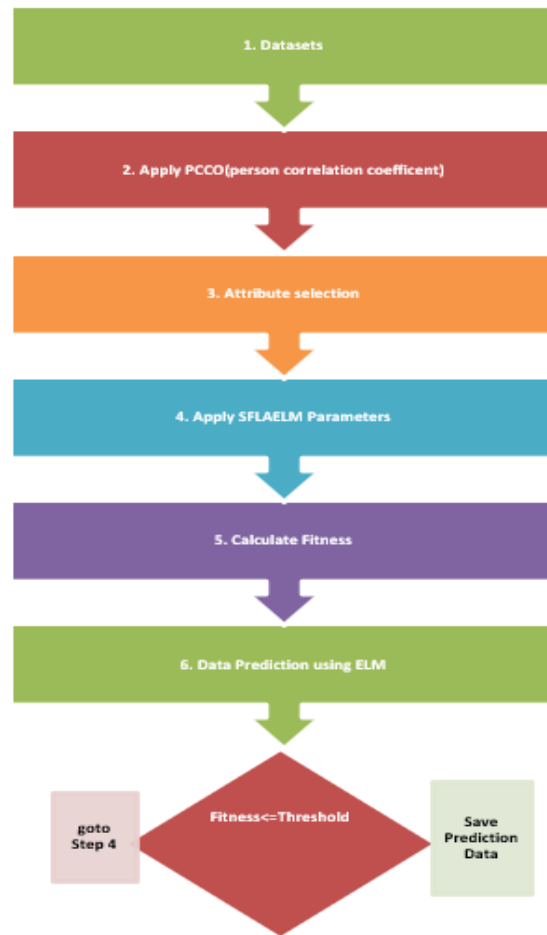 1. Datasets
2. Apply PCCO(person correlation coefficent)
3. Attribute selection
4. Apply SFLAELM Parameters
5. Calculate Fitness
6. Data Prediction using ELM
Fitness<=Threshold
goto
Step 4
Save
Prediction
Data